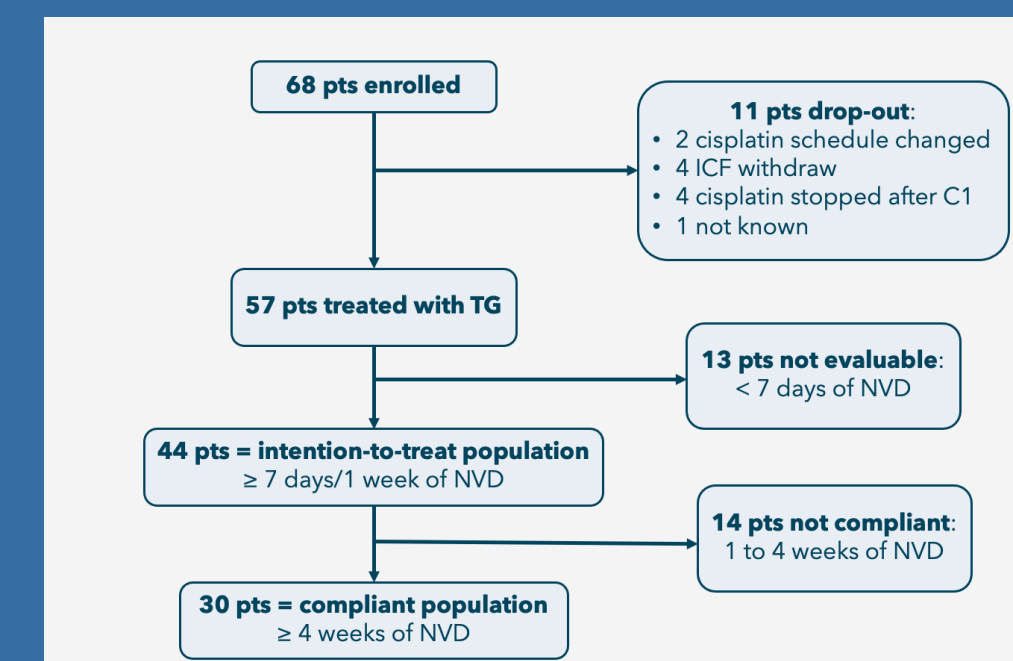 68 pts enrolled
11 pts drop-out:
• 2 cisplatin schedule changed
• 4 ICF withdraw
• 4 cisplatin stopped after C1
• 1 not known
57 pts treated with TG
13 pts not evaluable:
< 7 days of NVD
44 pts = intention-to-treat population
≥ 7 days/1 week of NVD
14 pts not compliant:
1 to 4 weeks of NVD
30 pts = compliant population
≥ 4 weeks of NVD